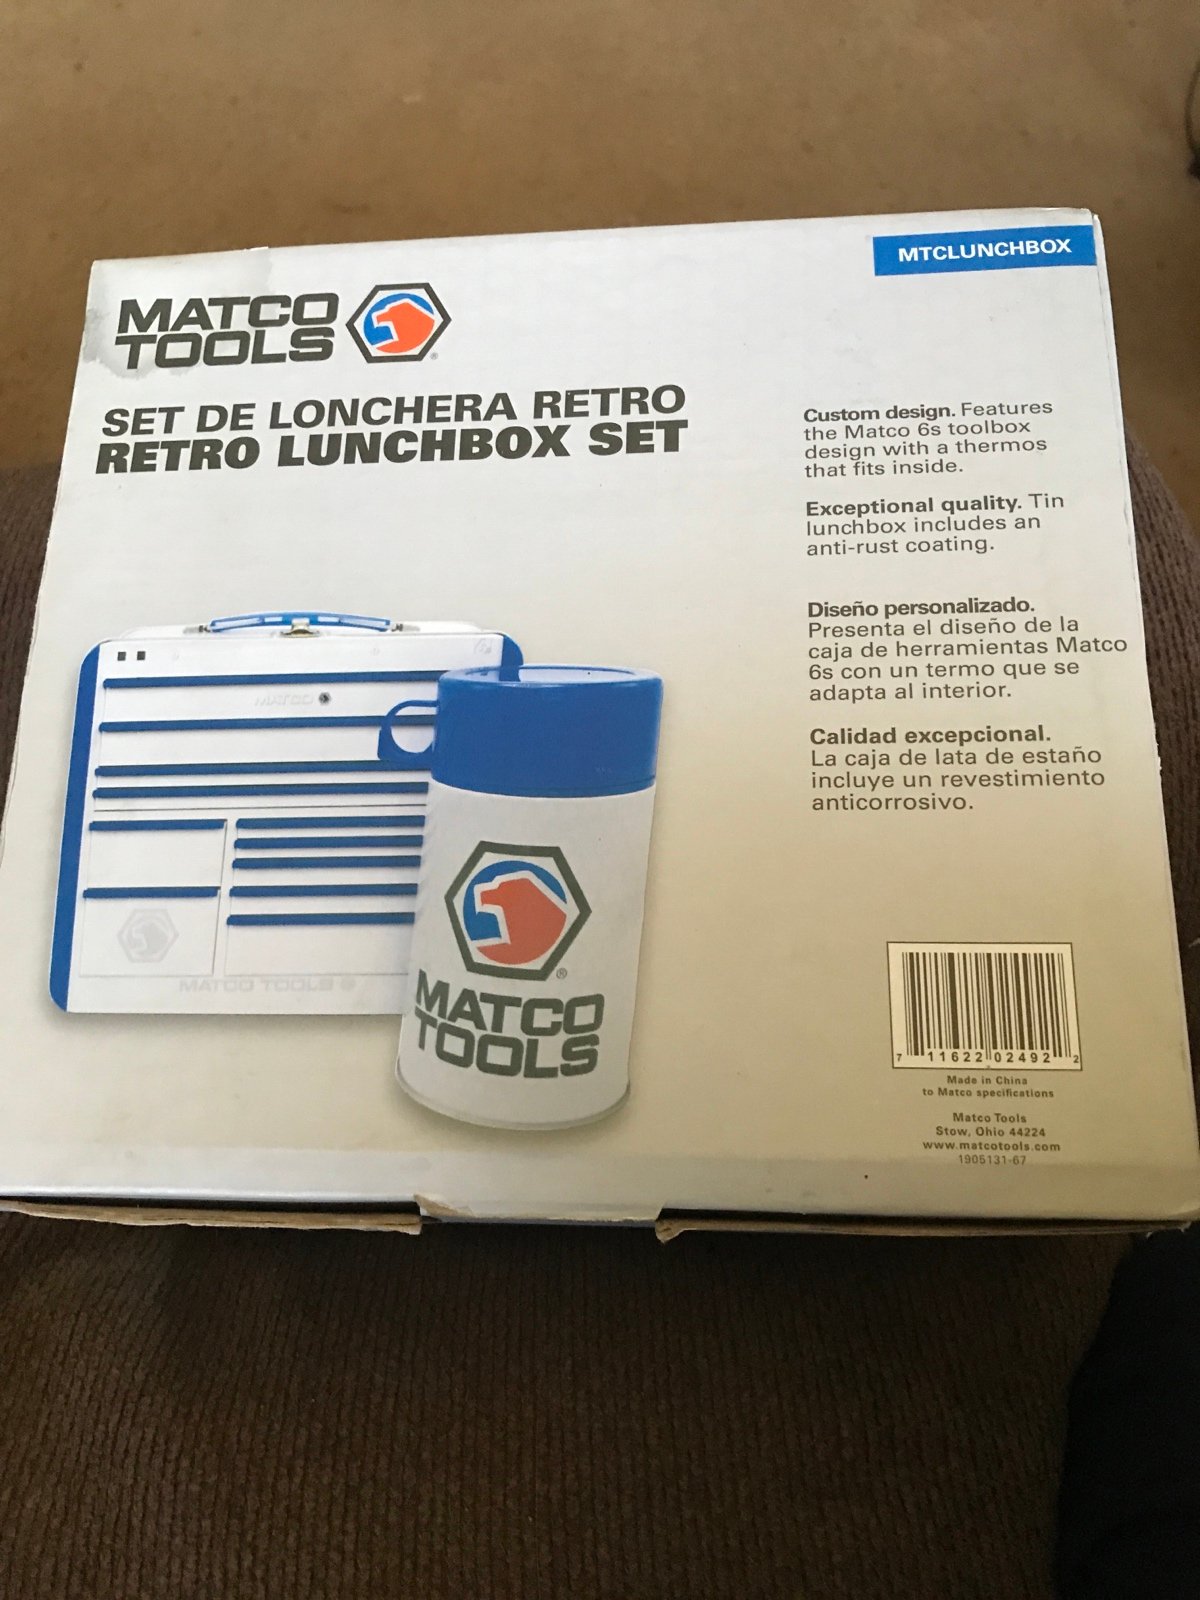 MTCLUNCHBOX
MATCO
TOOLS
®
SET DE LONCHERA RETRO
RETRO LUNCHBOX SET
Custom design. Features
the Matco 6s toolbox
design with a thermos
that fits inside.
Exceptional quality. Tin
lunchbox includes an
anti-rust coating.
Diseño personalizado.
Presenta el diseño de la
caja de herramientas Matco
6s con un termo que se
adapta al interior.
Calidad excepcional.
La caja de lata de estaño
incluye un revestimiento
anticorrosivo.
MATCO
MATCO TOOLS
®
MATCO
TOOLS
7 11622 02492 2
Made in China
to Matco specifications
Matco Tools
Stow, Ohio 44224
www.matcotools.com
1905131-67